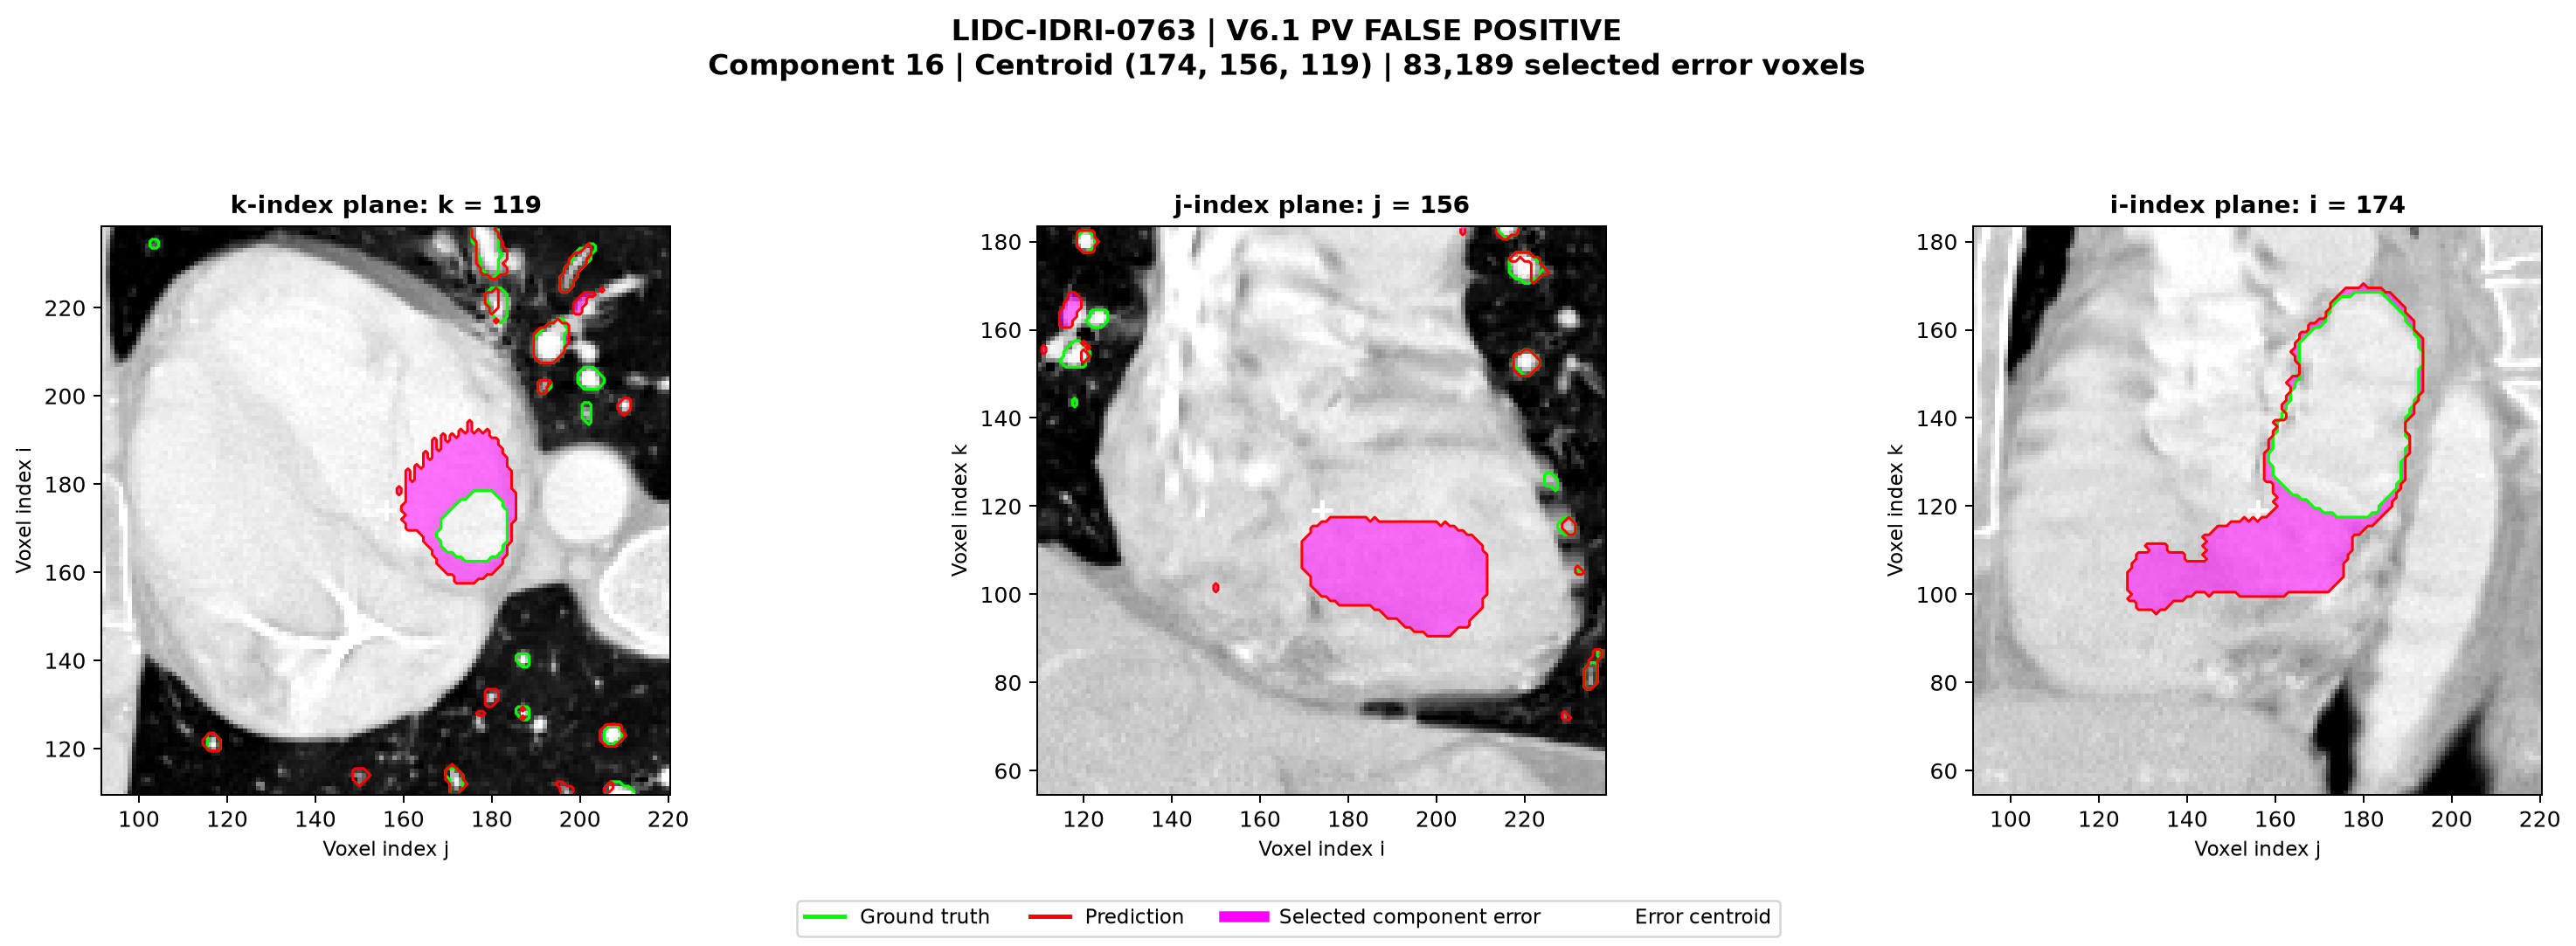 LIDC-IDRI-0763 | V6.1 PV FALSE POSITIVE
Component 16 | Centroid (174, 156, 119) | 83,189 selected error voxels
k-index plane: k = 119
Voxel index i
220
200
180
160
140
120
100 120 140 160 180 200 220
Voxel index j
j-index plane: j = 156
Voxel index k
180
160
140
120
100
80
60
120 140 160 180 200 220
Voxel index i
i-index plane: i = 174
Voxel index k
180
160
140
120
100
80
60
100 120 140 160 180 200 220
Voxel index j
Ground truth Prediction Selected component error Error centroid